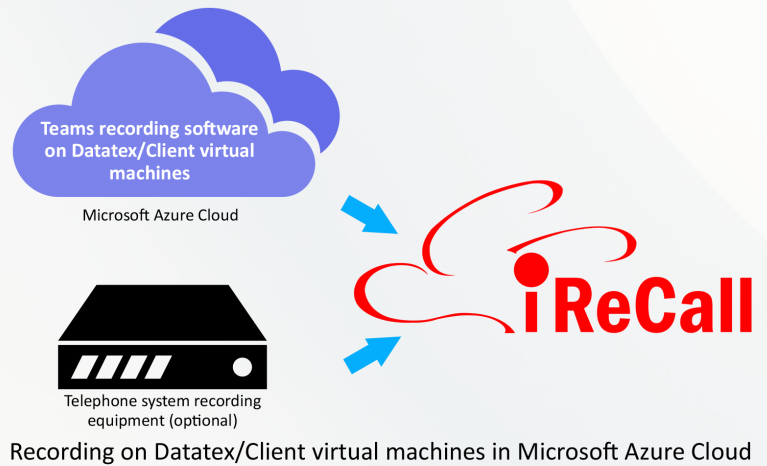 Teams recording software
on Datatex/Client virtual
machines
Microsoft Azure Cloud
iReCall
Telephone system recording
equipment (optional)
Recording on Datatex/Client virtual machines in Microsoft Azure Cloud